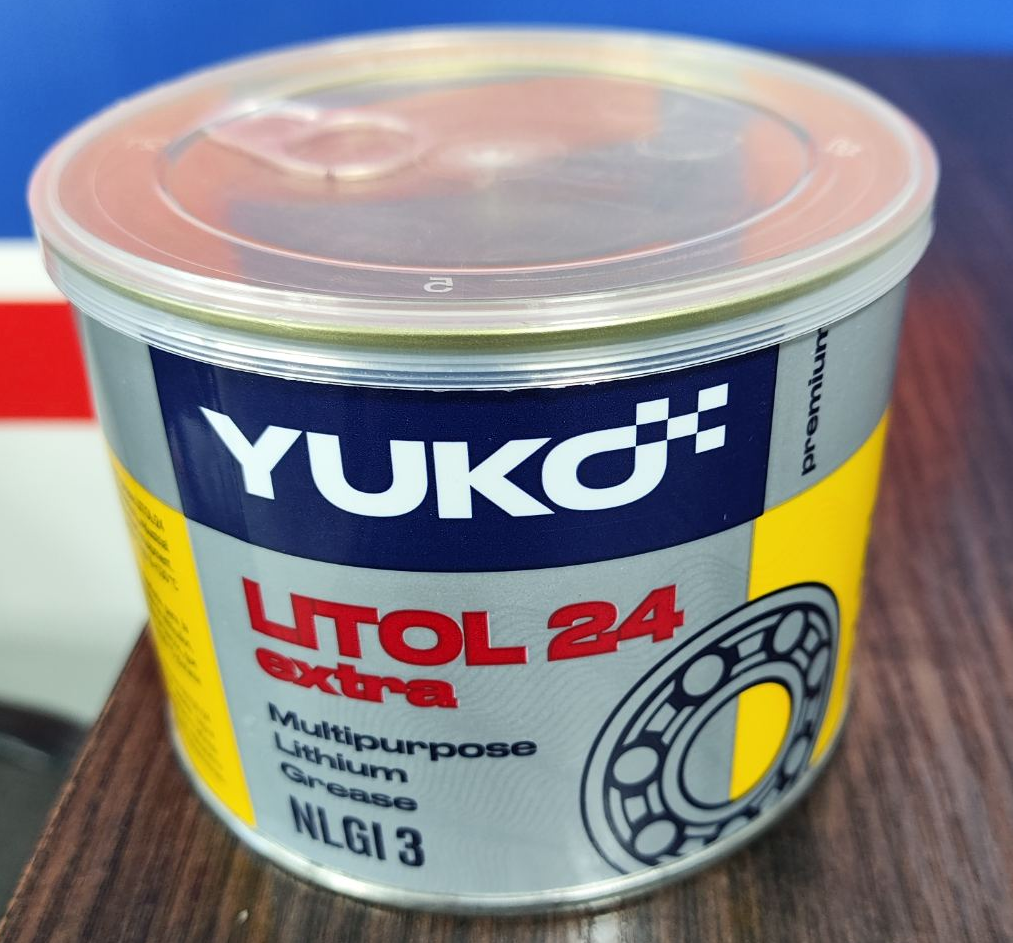 YUKO
premium
LITOL 24
extra
Multipurpose
Lithium
Grease
NLGI 3